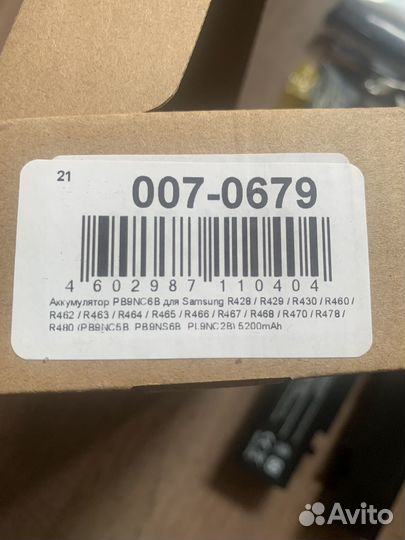 21
007-0679
4 602987 110404
Аккумулятор PB9NC6B для Samsung R428 / R429 / R430 / R460 /
R462 / R463 / R464 / R465 / R466 / R467 / R468 / R470 / R478 /
R480 (PB9NC5B, PB9NS6B, PL9NC2B) 5200mAh
Avito